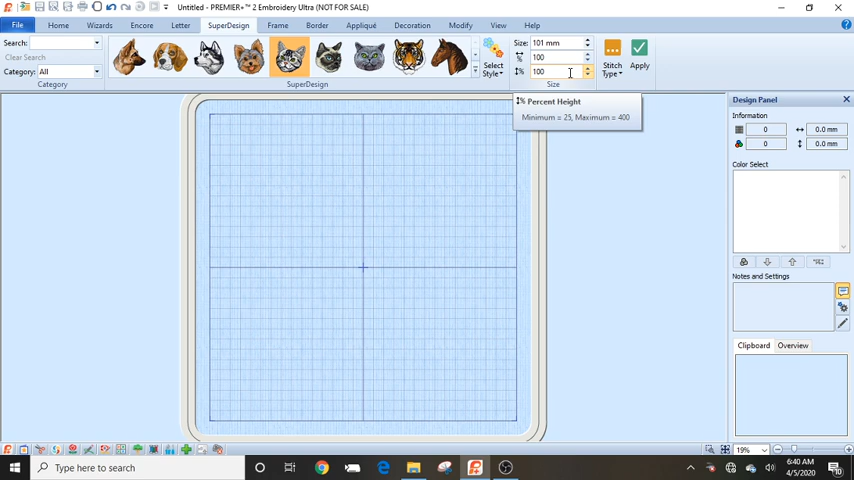 Untitled - PREMIER+™ 2 Embroidery Ultra (NOT FOR SALE)
File Home Wizards Encore Letter SuperDesign Frame Border Appliqué Decoration Modify View Help
Search:
Clear Search
Category: All
Category
SuperDesign
Select Style
Size: 101 mm
% 100
% 100
Size
Stitch Type
Apply
% Percent Height
Minimum = 25, Maximum = 400
Design Panel
Information
0 0.0 mm
0 0.0 mm
Color Select
Notes and Settings
Clipboard Overview
19%
Type here to search
6:40 AM
4/5/2020